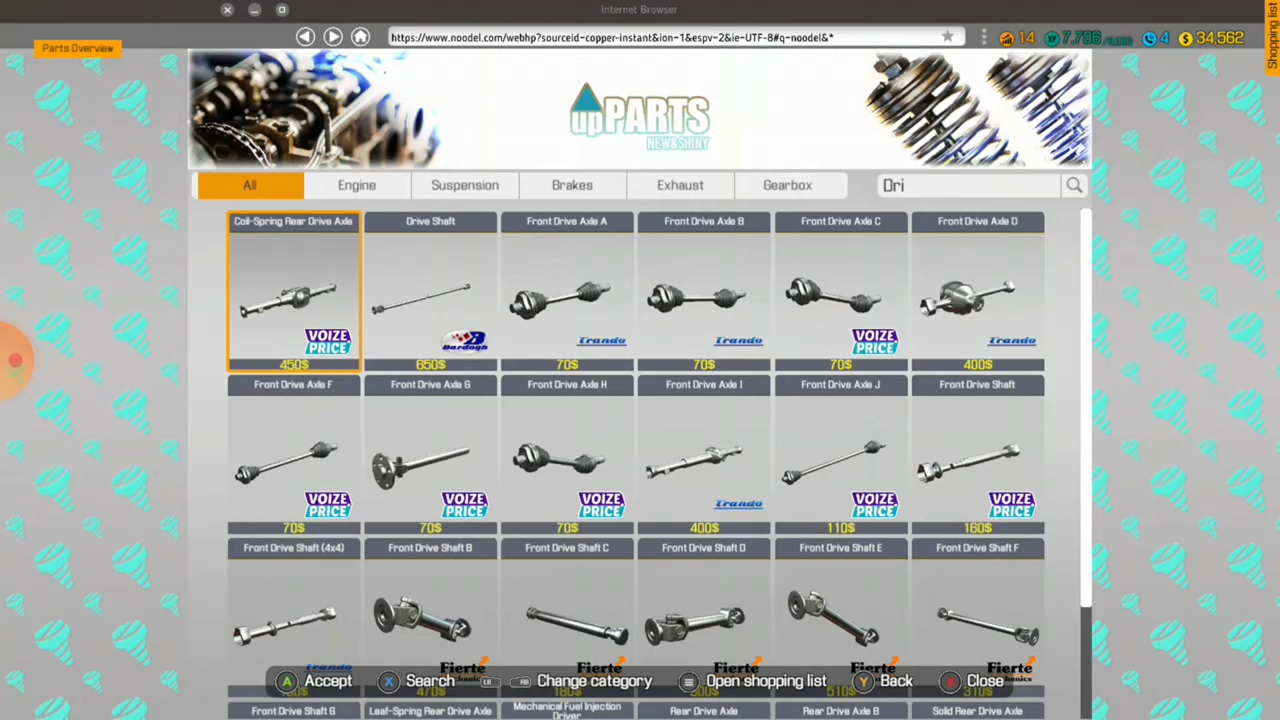 Internet Browser
https://www.noodel.com/webhp?sourceid-copper-instant&ion-1&espv-2&ie-UTF-8#q-noodel&*
14
7,706
4
34,562
Shopping list
Parts Overview
upPARTS
NEW&SHINY
All Engine Suspension Brakes Exhaust Gearbox
Dri
Coil-Spring Rear Drive Axle Drive Shaft Front Drive Axle A Front Drive Axle B Front Drive Axle C Front Drive Axle D
VOIZE PRICE Bardagh Trando Trando VOIZE PRICE Trando
450$ 650$ 70$ 70$ 70$ 400$
Front Drive Axle F Front Drive Axle G Front Drive Axle H Front Drive Axle I Front Drive Axle J Front Drive Shaft
VOIZE PRICE VOIZE PRICE VOIZE PRICE Trando VOIZE PRICE VOIZE PRICE
70$ 70$ 70$ 400$ 110$ 160$
Front Drive Shaft (4x4) Front Drive Shaft B Front Drive Shaft C Front Drive Shaft D Front Drive Shaft E Front Drive Shaft F
Trando Fierte Fierte Fierte Fierte Fierte
A Accept X Search LB RB Change category Open shopping list Y Back Close
Front Drive Shaft G Leaf-Spring Rear Drive Axle Mechanical Fuel Injection Driver Rear Drive Axle Rear Drive Axle B Solid Rear Drive Axle